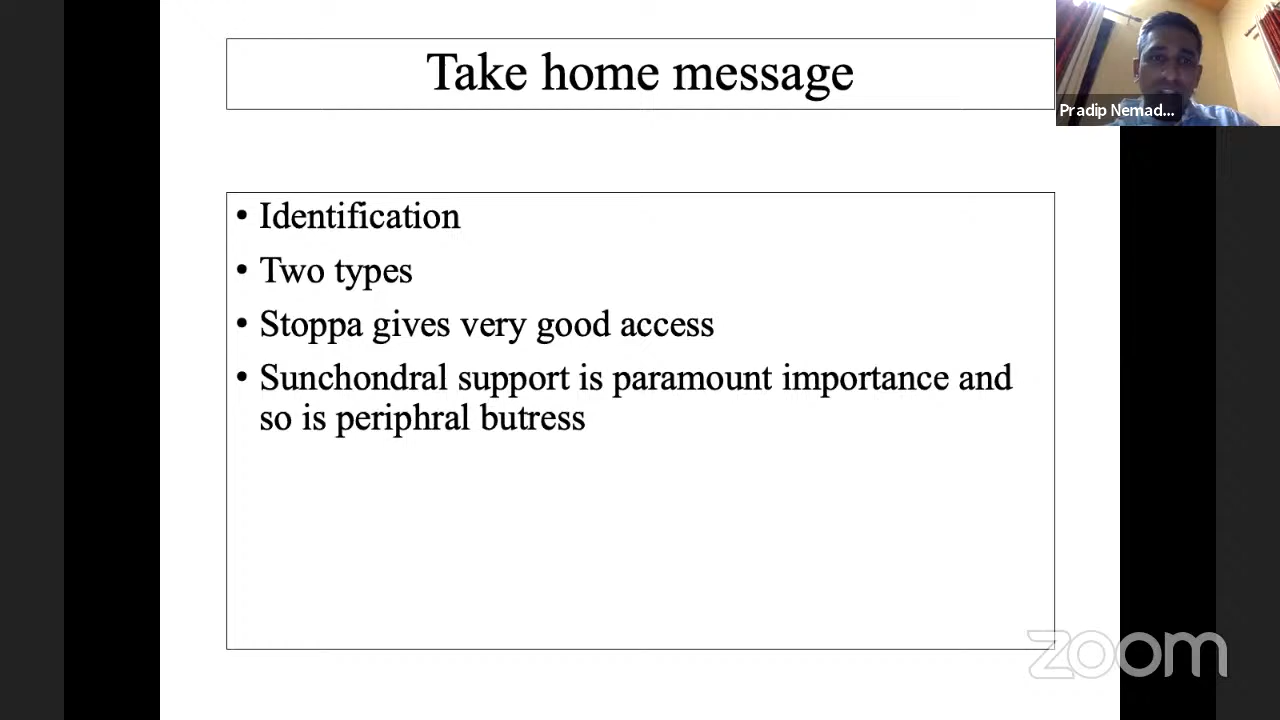 Take home message
Pradip Nemad...
• Identification
• Two types
• Stoppa gives very good access
• Sunchondral support is paramount importance and
so is periphral butress
zoom